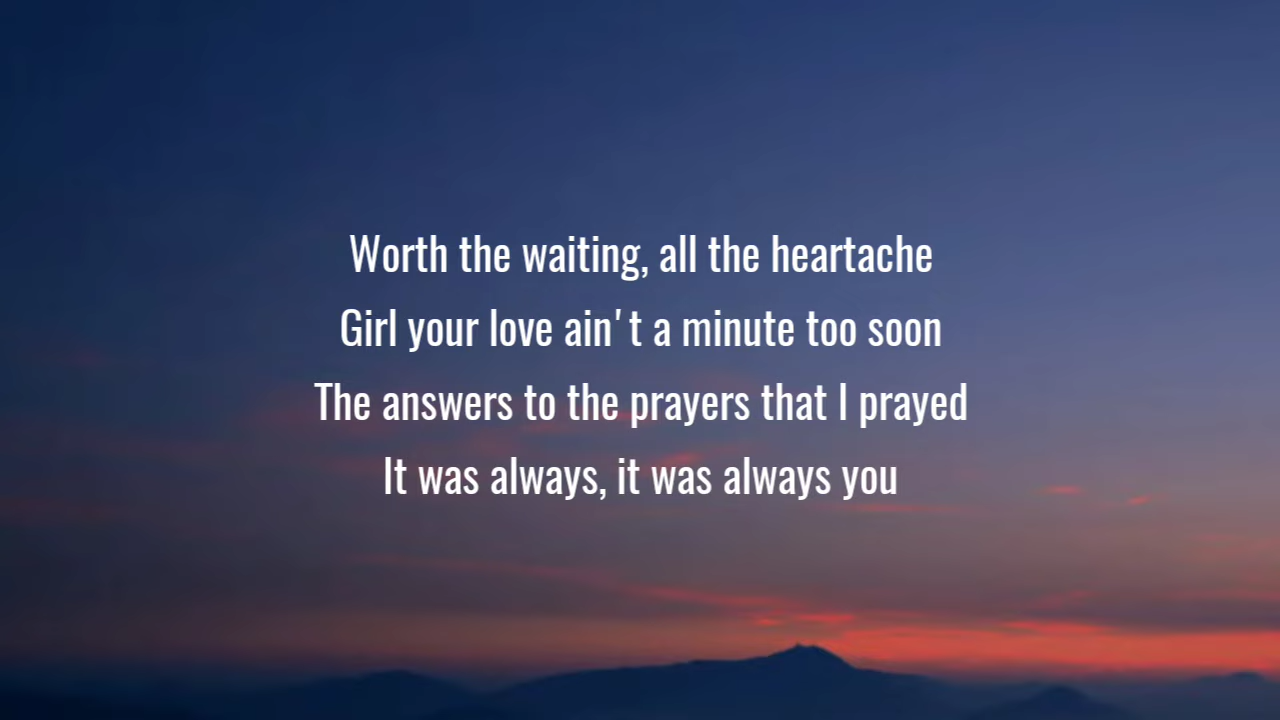 Worth the waiting, all the heartache
Girl your love ain't a minute too soon
The answers to the prayers that I prayed
It was always, it was always you